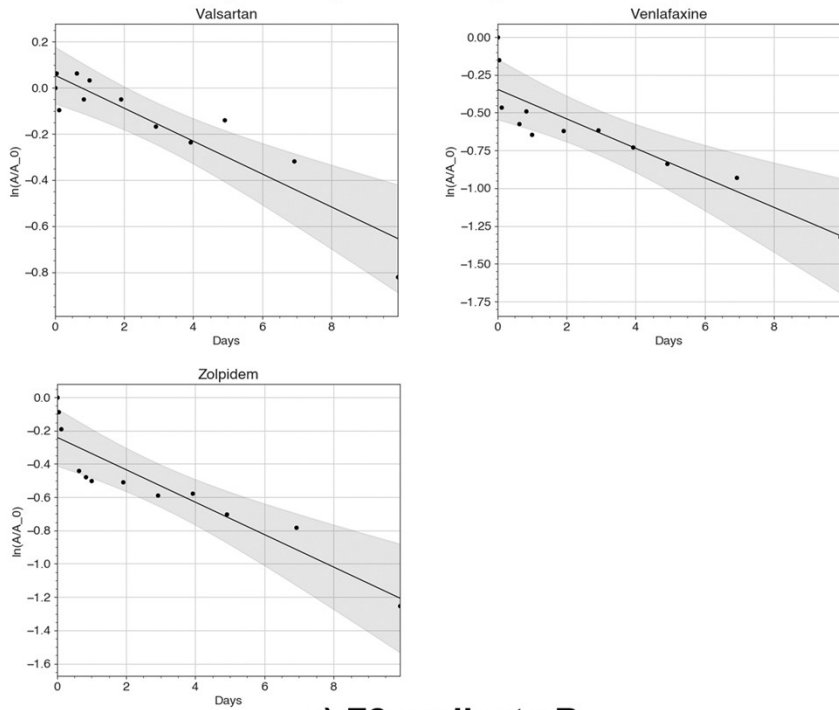 Valsartan
ln(A/A_0)
0.2
0.0
−0.2
−0.4
−0.6
−0.8
0 2 4 6 8
Days
Venlafaxine
ln(A/A_0)
0.00
−0.25
−0.50
−0.75
−1.00
−1.25
−1.50
−1.75
0 2 4 6 8
Days
Zolpidem
ln(A/A_0)
0.0
−0.2
−0.4
−0.6
−0.8
−1.0
−1.2
−1.4
−1.6
0 2 4 6 8
Days